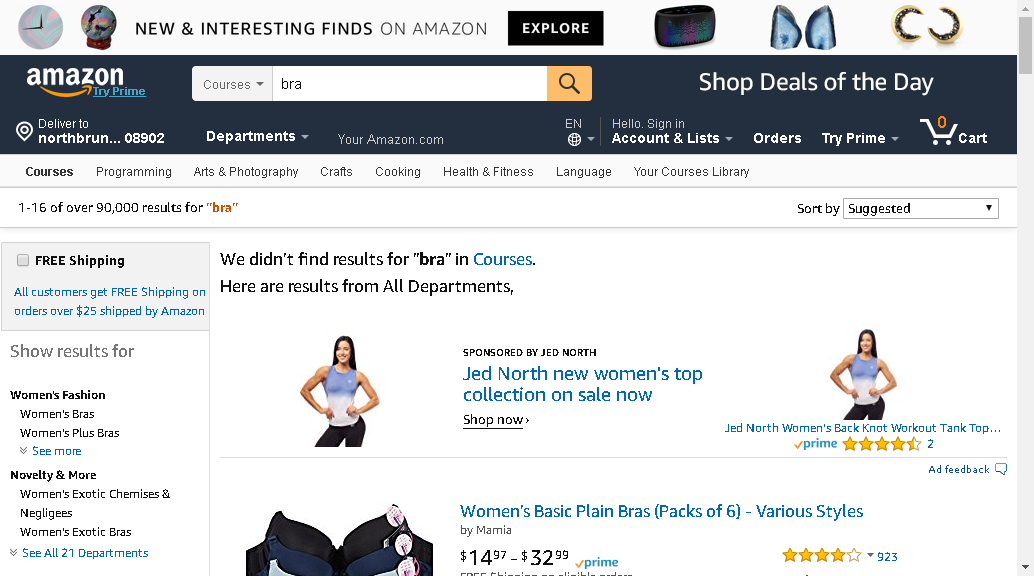 NEW & INTERESTING FINDS ON AMAZON EXPLORE
amazon
Try Prime
Courses bra
Shop Deals of the Day
Deliver to
northbrun... 08902
Departments
Your Amazon.com
EN
Hello. Sign in
Account & Lists
Orders
Try Prime
0
Cart
Courses Programming Arts & Photography Crafts Cooking Health & Fitness Language Your Courses Library
1-16 of over 90,000 results for "bra"
Sort by Suggested
FREE Shipping
All customers get FREE Shipping on
orders over $25 shipped by Amazon
Show results for
Women's Fashion
Women's Bras
Women's Plus Bras
See more
Novelty & More
Women's Exotic Chemises &
Negligees
Women's Exotic Bras
See All 21 Departments
We didn't find results for "bra" in Courses.
Here are results from All Departments,
SPONSORED BY JED NORTH
Jed North new women's top
collection on sale now
Shop now ›
Jed North Women's Back Knot Workout Tank Top...
prime 2
Ad feedback
Women's Basic Plain Bras (Packs of 6) - Various Styles
by Mamia
$1497 - $3299 prime
923
FREE Shipping on eligible orders